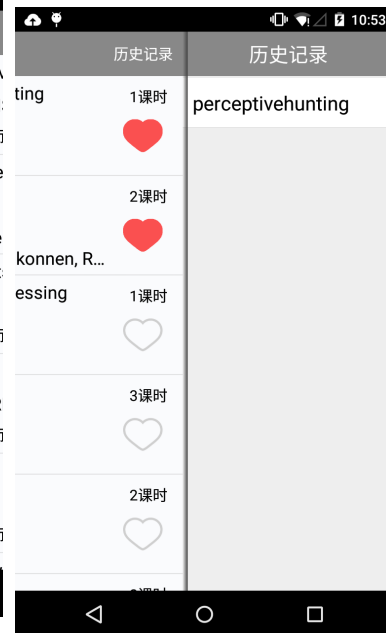 10:53
历史记录
历史记录
ting
1课时
perceptivehunting
2课时
konnen, R…
essing
1课时
3课时
2课时